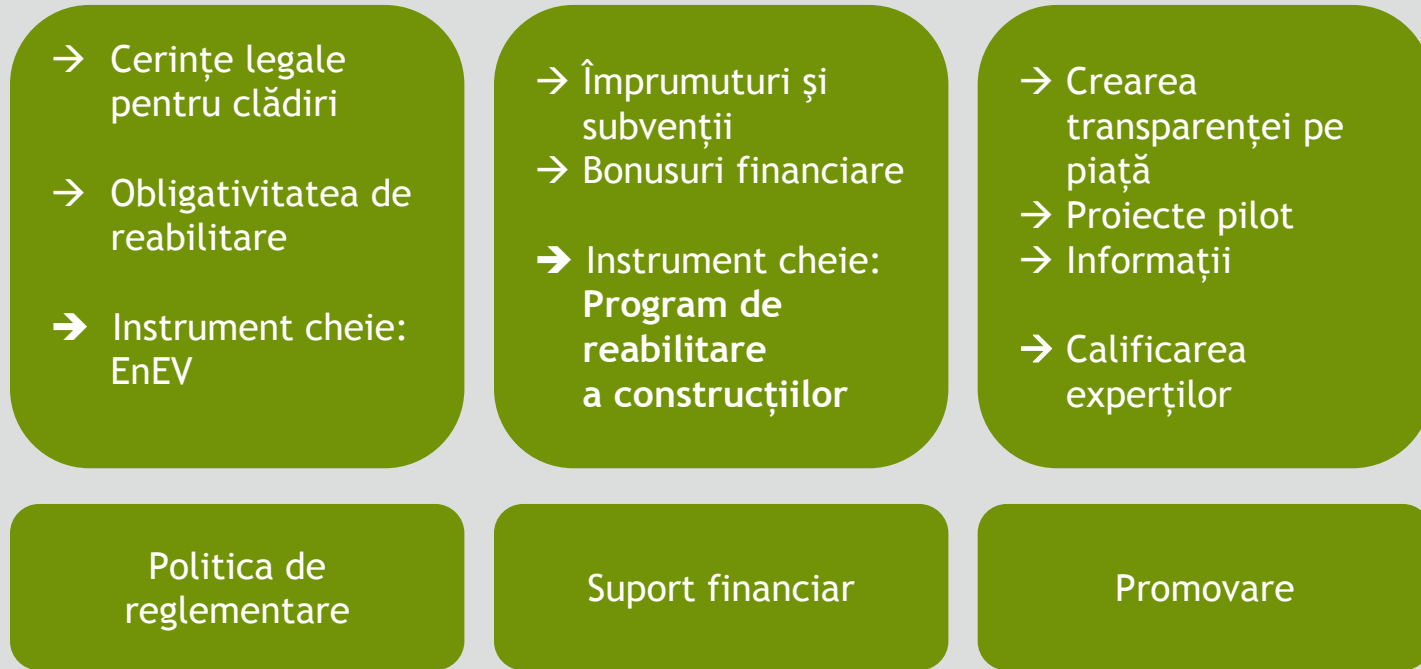 → Cerințe legale
pentru clădiri
→ Obligativitatea de
reabilitare
→ Instrument cheie:
EnEV
→ Împrumuturi şi
subvenții
→ Bonusuri financiare
→ Instrument cheie:
Program de
reabilitare
a construcțiilor
→ Crearea
transparenței pe
piață
→ Proiecte pilot
→ Informații
→ Calificarea
experților
Politica de
reglementare
Suport financiar
Promovare